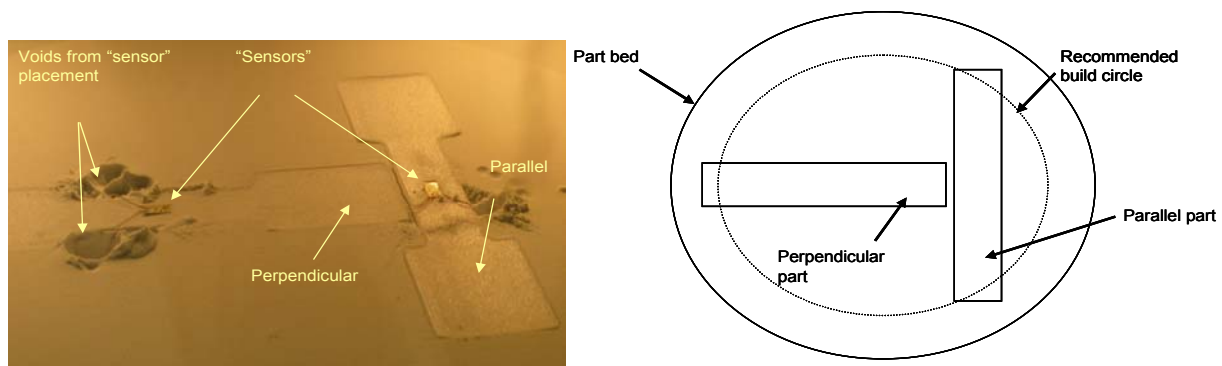 Voids from “sensor”
placement
“Sensors”
Parallel
Perpendicular
Part bed
Recommended
build circle
Perpendicular
part
Parallel part